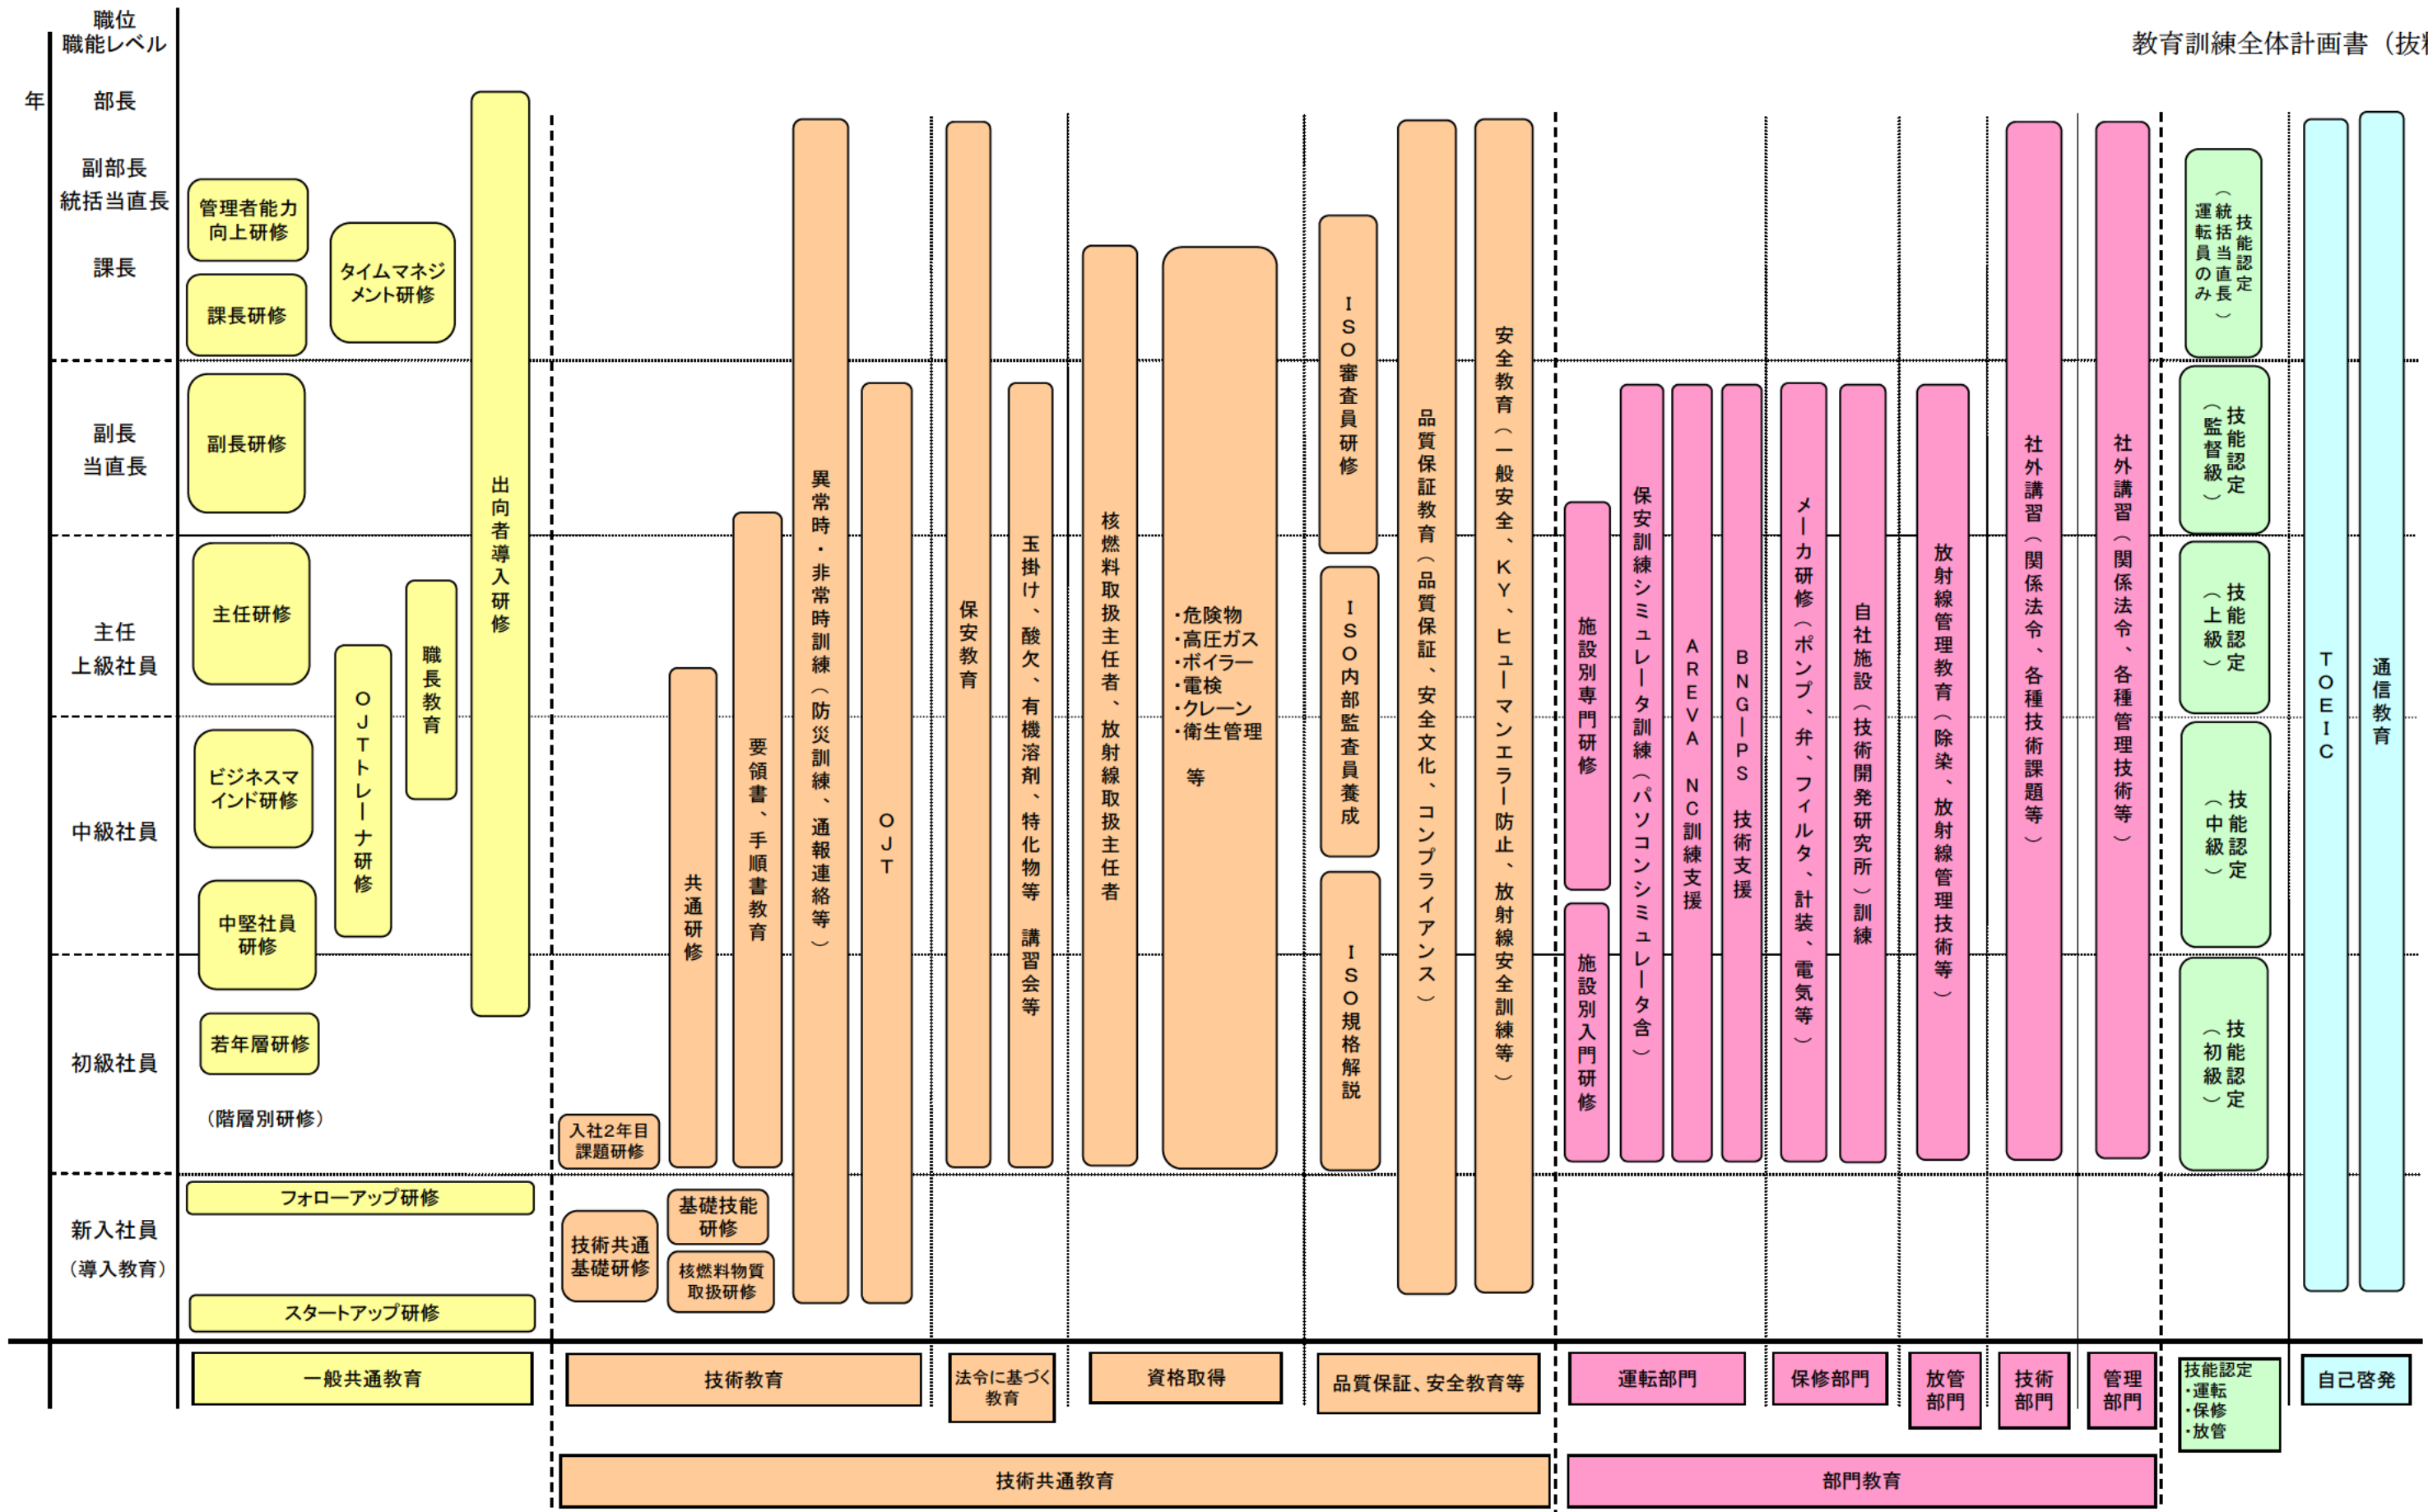 職位
職能レベル
教育訓練全体計画書（抜粋
年
部長
副部長
統括当直長
課長
副長
当直長
主任
上級社員
中級社員
初級社員
新入社員
（導入教育）
管理者能力
向上研修
タイムマネジ
メント研修
課長研修
副長研修
主任研修
ビジネスマ
インド研修
中堅社員
研修
若年層研修
（階層別研修）
OJTトレーナ研修
職長教育
出向者導入研修
フォローアップ研修
スタートアップ研修
入社2年目
課題研修
共通研修
要領書、手順書教育
異常時・非常時訓練（防災訓練、通報連絡等）
OJT
技術共通
基礎研修
基礎技能
研修
核燃料物質
取扱研修
保安教育
玉掛け、酸欠、有機溶剤、特化物等　講習会等
核燃料取扱主任者、放射線取扱主任者
・危険物
・高圧ガス
・ボイラー
・電検
・クレーン
・衛生管理
等
ISO審査員研修
ISO内部監査員養成
ISO規格解説
品質保証教育（品質保証、安全文化、コンプライアンス）
安全教育（一般安全、KY、ヒューマンエラー防止、放射線安全訓練等）
施設別専門研修
施設別入門研修
保安訓練シミュレータ訓練（パソコンシミュレータ含）
AREVA　NC訓練支援
BNG－PS　技術支援
メーカ研修（ポンプ、弁、フィルタ、計装、電気等）
自社施設（技術開発研究所）訓練
放射線管理教育（除染、放射線管理技術等）
社外講習（関係法令、各種技術課題等）
社外講習（関係法令、各種管理技術等）
技能認定
（統括当直長）
運転員のみ
技能認定
（監督級）
技能認定
（上級）
技能認定
（中級）
技能認定
（初級）
TOEIC
通信教育
一般共通教育
技術教育
法令に基づく
教育
資格取得
品質保証、安全教育等
運転部門
保修部門
放管
部門
技術
部門
管理
部門
技能認定
・運転
・保修
・放管
自己啓発
技術共通教育
部門教育